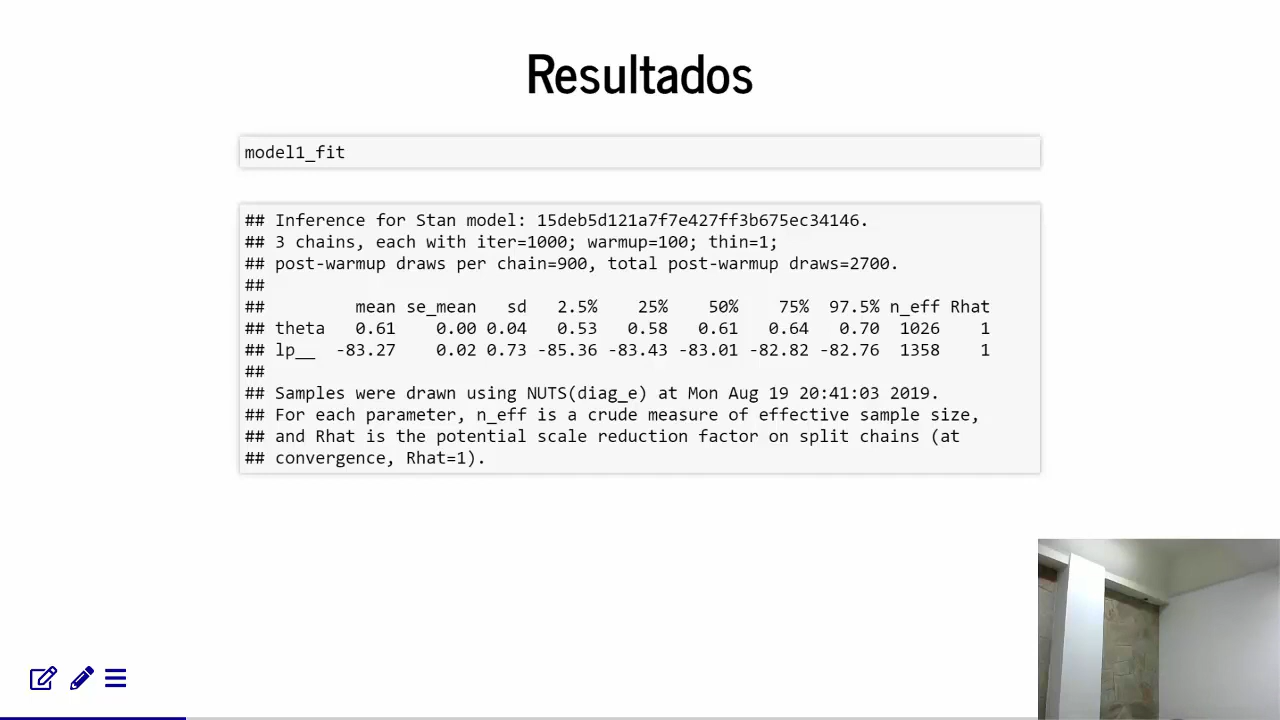 Resultados
model1_fit
## Inference for Stan model: 15deb5d121a7f7e427ff3b675ec34146.
## 3 chains, each with iter=1000; warmup=100; thin=1;
## post-warmup draws per chain=900, total post-warmup draws=2700.
##
##         mean se_mean   sd   2.5%    25%    50%    75%  97.5% n_eff Rhat
## theta   0.61    0.00 0.04   0.53   0.58   0.61   0.64   0.70  1026    1
## lp__  -83.27    0.02 0.73 -85.36 -83.43 -83.01 -82.82 -82.76  1358    1
##
## Samples were drawn using NUTS(diag_e) at Mon Aug 19 20:41:03 2019.
## For each parameter, n_eff is a crude measure of effective sample size,
## and Rhat is the potential scale reduction factor on split chains (at
## convergence, Rhat=1).